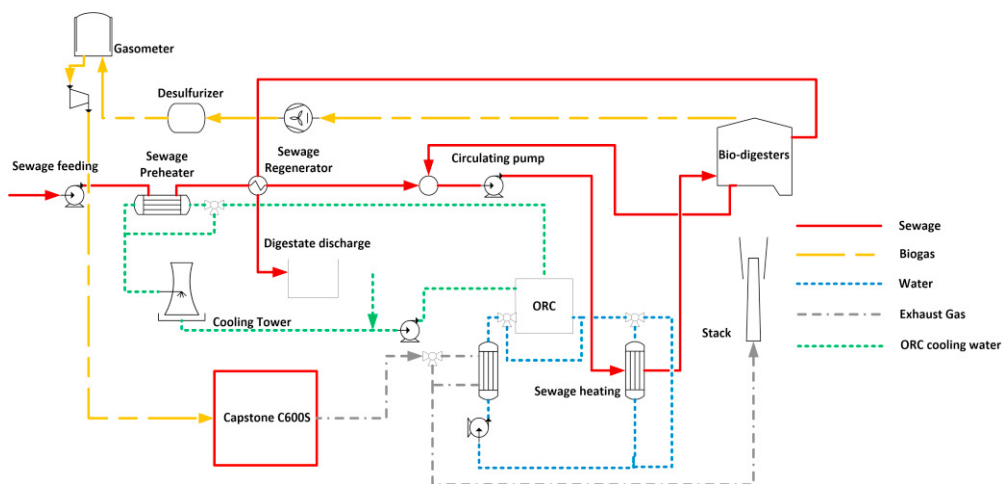 Gasometer
Desulfurizer
Sewage feeding
Sewage
Preheater
Sewage
Regenerator
Circulating pump
Bio-digesters
Digestate discharge
Cooling Tower
ORC
Sewage heating
Stack
Capstone C600S
Sewage
Biogas
Water
Exhaust Gas
ORC cooling water